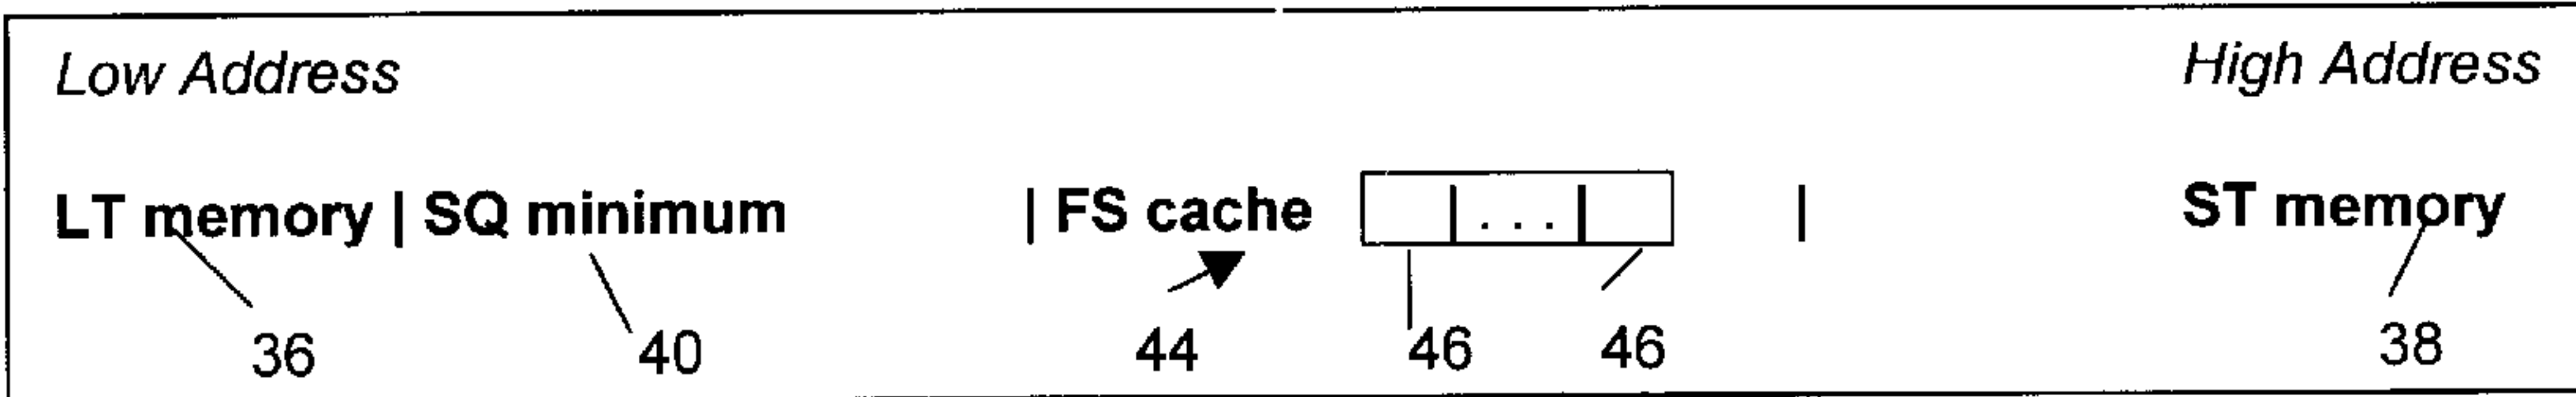 Low Address High Address
LT memory | SQ minimum | FS cache | . . . | | ST memory
36 40 44 46 46 38